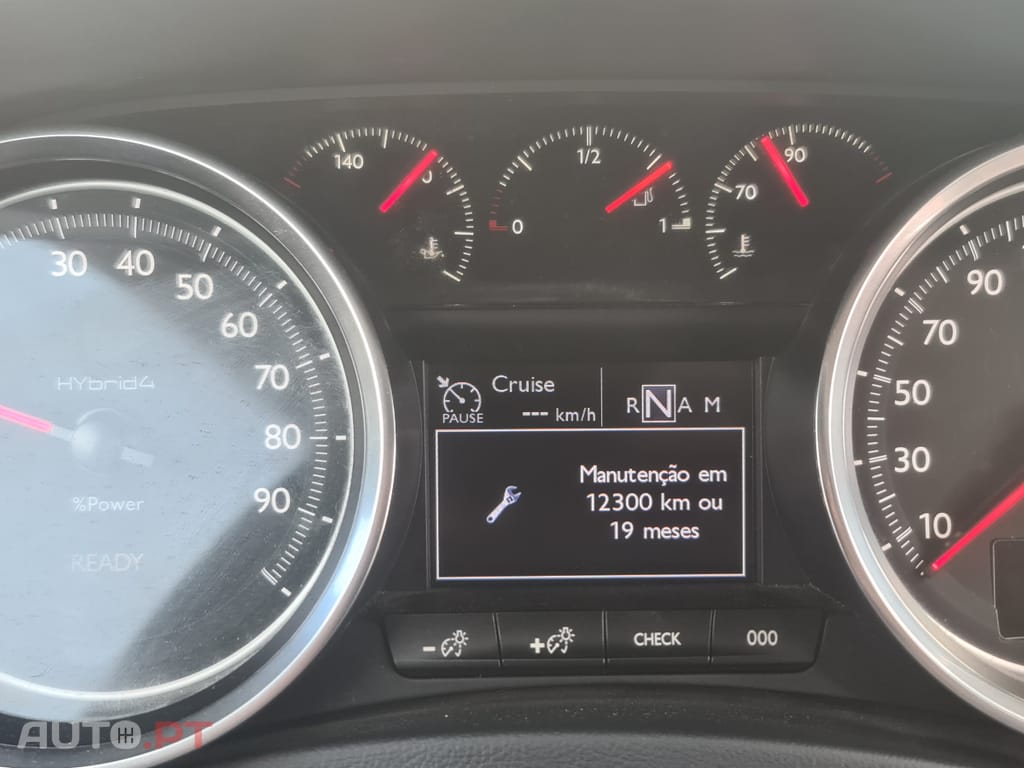 140
0
1/2
0
1
70
90
30
40
50
60
70
80
90
HYbrid4
%Power
READY
Cruise
--- km/h
PAUSE
R N A M
Manutenção em
12300 km ou
19 meses
90
70
50
30
10
- + CHECK 000
AUTO.PT